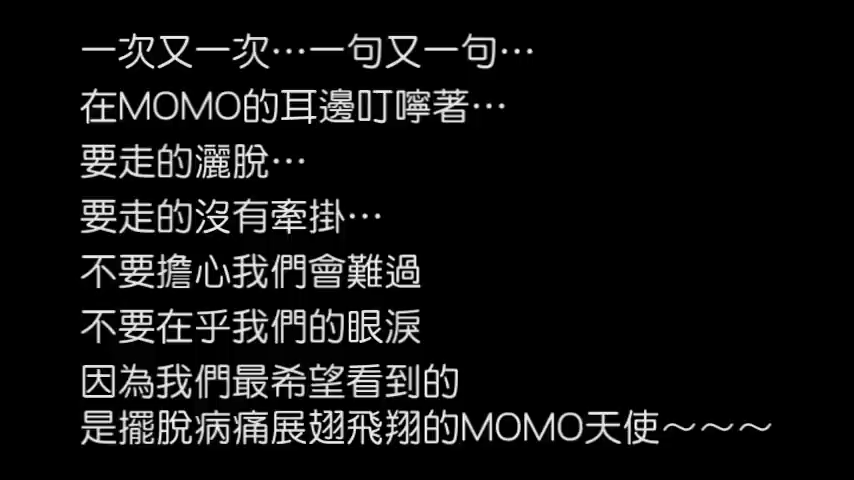 一次又一次…一句又一句…
在MOMO的耳邊叮嚀著…
要走的灑脫…
要走的沒有牽掛…
不要擔心我們會難過
不要在乎我們的眼淚
因為我們最希望看到的
是擺脫病痛展翅飛翔的MOMO天使～～～